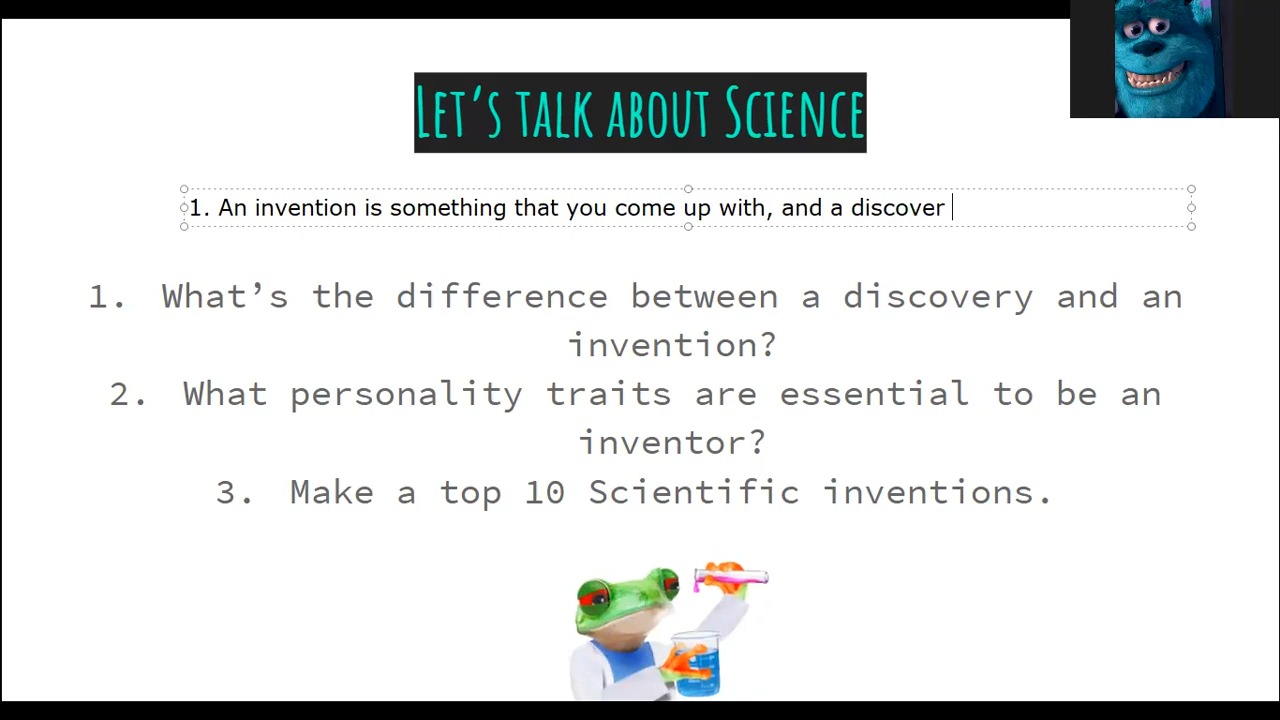 Let's talk about Science
1. An invention is something that you come up with, and a discover
1. What's the difference between a discovery and an
invention?
2. What personality traits are essential to be an
inventor?
3. Make a top 10 Scientific inventions.